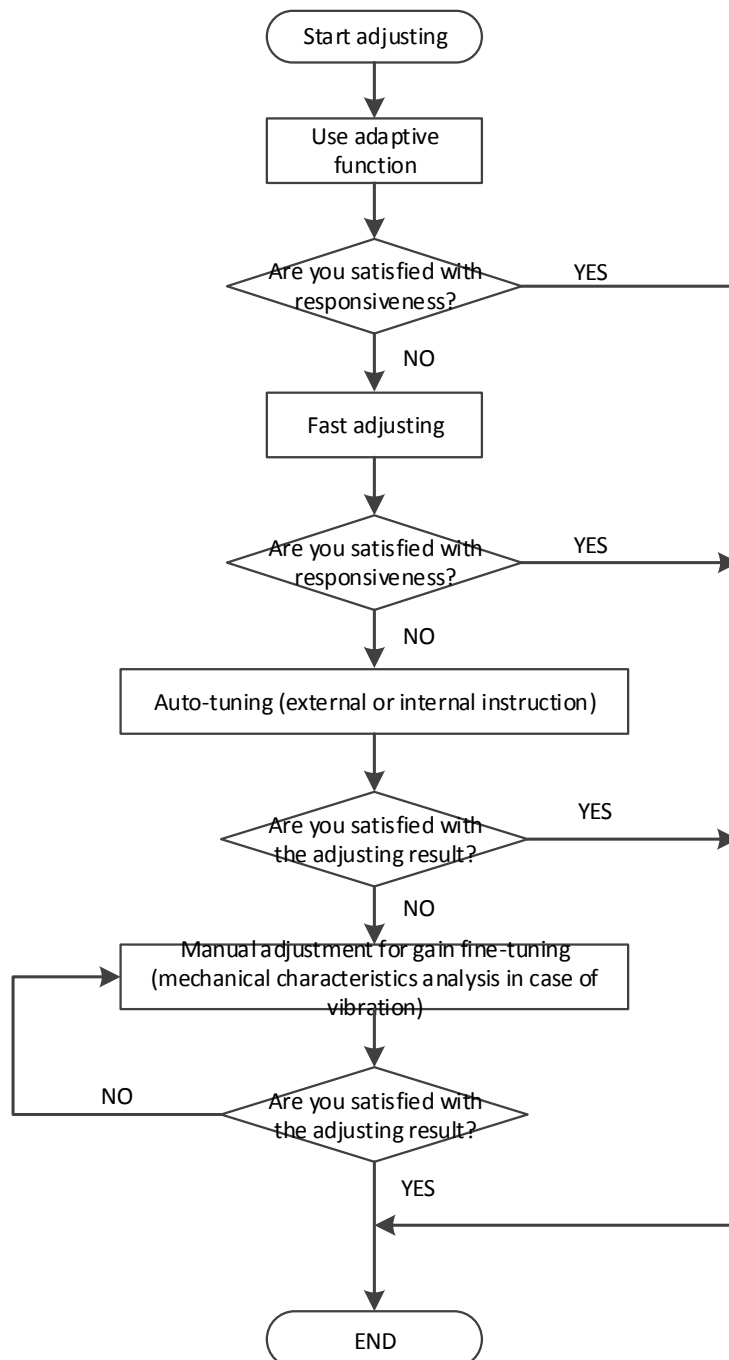 Start adjusting
Use adaptive
function
Are you satisfied with
responsiveness?
YES
NO
Fast adjusting
Are you satisfied with
responsiveness?
YES
NO
Auto-tuning (external or internal instruction)
Are you satisfied with
the adjusting result?
YES
NO
Manual adjustment for gain fine-tuning
(mechanical characteristics analysis in case of
vibration)
NO
Are you satisfied with
the adjusting result?
YES
END